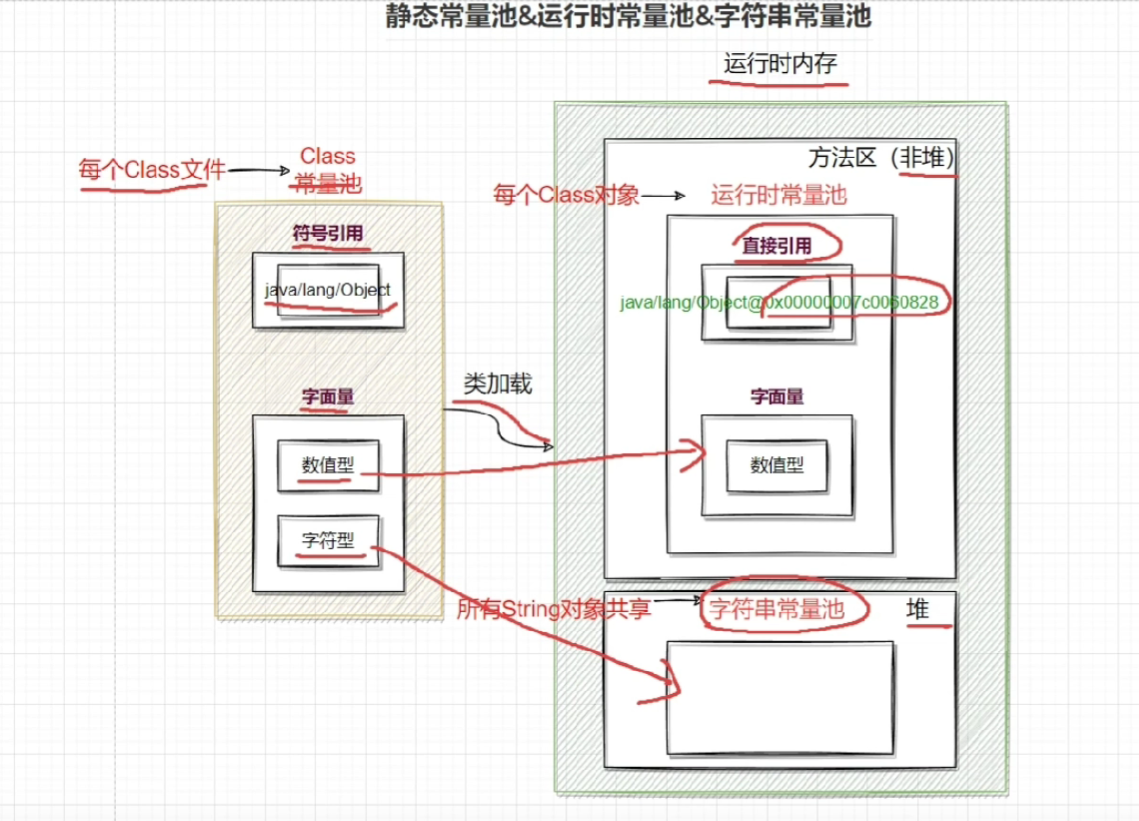 静态常量池&运行时常量池&字符串常量池
运行时内存
每个Class文件
Class
常量池
方法区（非堆）
每个Class对象
运行时常量池
符号引用
java/lang/Object
直接引用
java/lang/Object@0x00000007c0060828
类加载
字面量
数值型
字符型
字面量
数值型
所有String对象共享
字符串常量池
堆